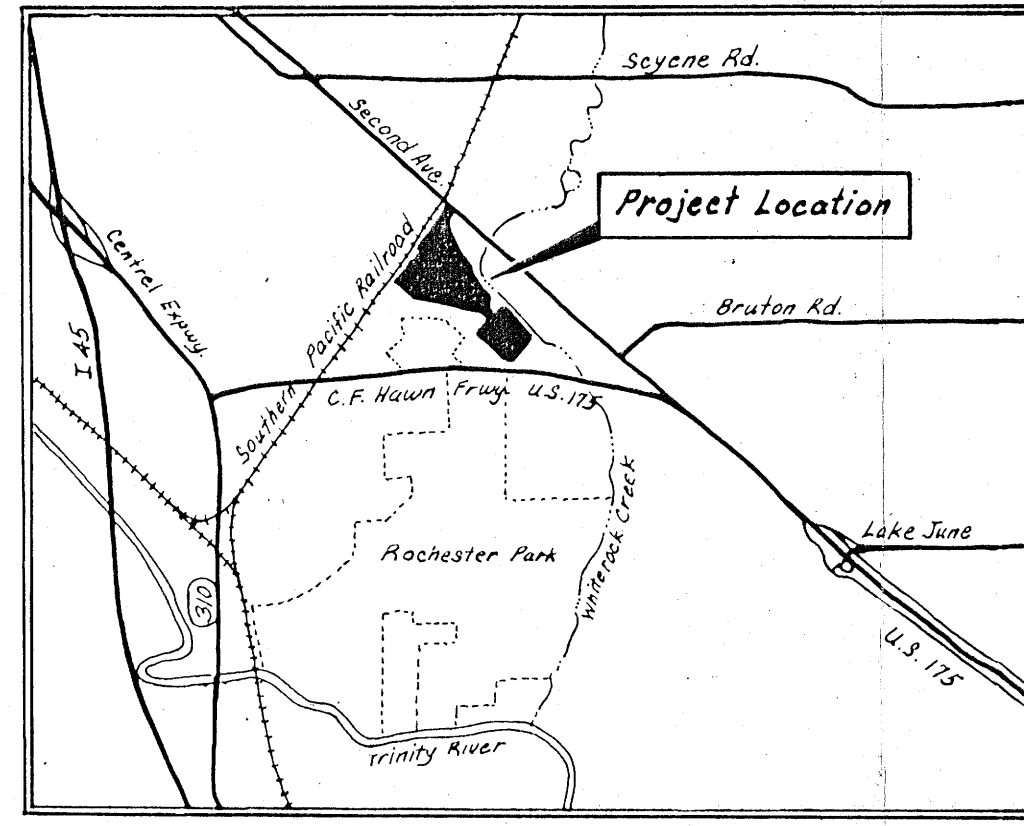 Scyene Rd.
Second Ave.
Project Location
Central Expwy.
Pacific Railroad
Bruton Rd.
I 45
C.F. Hawn Frwy. U.S. 175
Southern
Lake June
Rochester Park
Whiterock Creek
310
U.S. 175
Trinity River